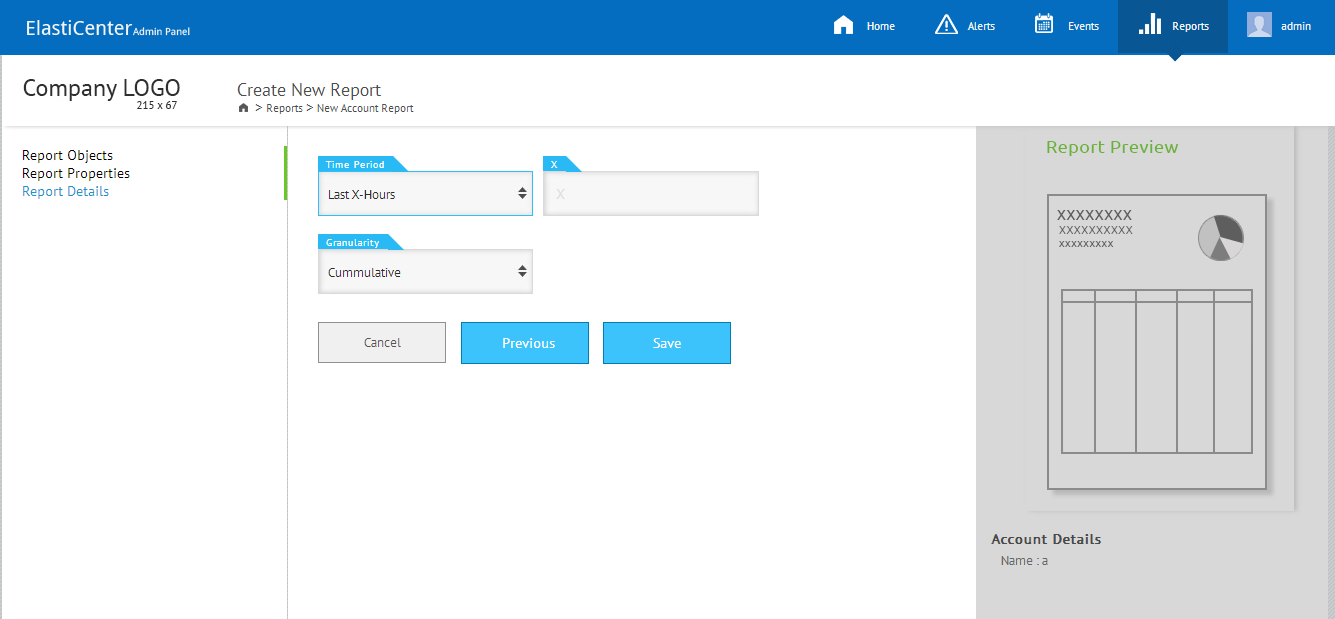 ElastiCenter Admin Panel
Home
Alerts
Events
Reports
admin
Company LOGO
215 x 67
Create New Report
> Reports > New Account Report
Report Objects
Report Properties
Report Details
Time Period
X
Last X-Hours
X
Granularity
Cummulative
Cancel
Previous
Save
Report Preview
XXXXXXXX
XXXXXXXXXX
xxxxxxxxx
Account Details
Name : a